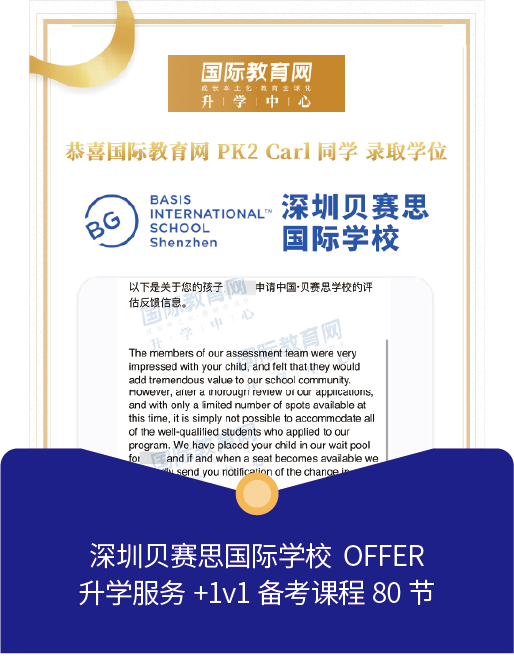 国际教育网
成长本土化·教育全球化
升 | 学 | 中 | 心
恭喜国际教育网 PK2 Carl 同学 录取学位
BG
BASIS
INTERNATIONAL™
SCHOOL
Shenzhen
深圳贝赛思
国际学校
以下是关于您的孩子 申请中国·贝赛思学校的评
估反馈信息。
The members of our assessment team were very
impressed with your child, and felt that they would
add tremendous value to our school community.
However, after a thorough review of our applications,
and with only a limited number of spots available at
this time, it is simply not possible to accommodate all
of the well-qualified students who applied to our
program. We have placed your child in our wait pool
for and if and when a seat becomes available we
send you notification of the change in
国际教育网
升 学 中 心
深圳贝赛思国际学校 OFFER
升学服务 +1v1 备考课程 80 节